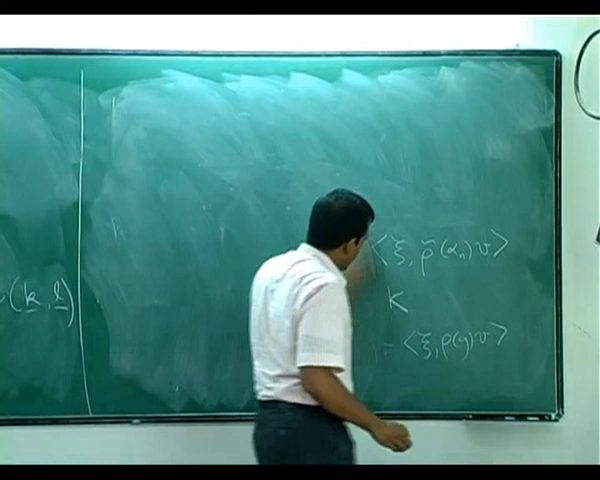 (k, l)
⟨ξ, ρ̃(αₙ)v⟩
K
= ⟨ξ, ρ(g)v⟩